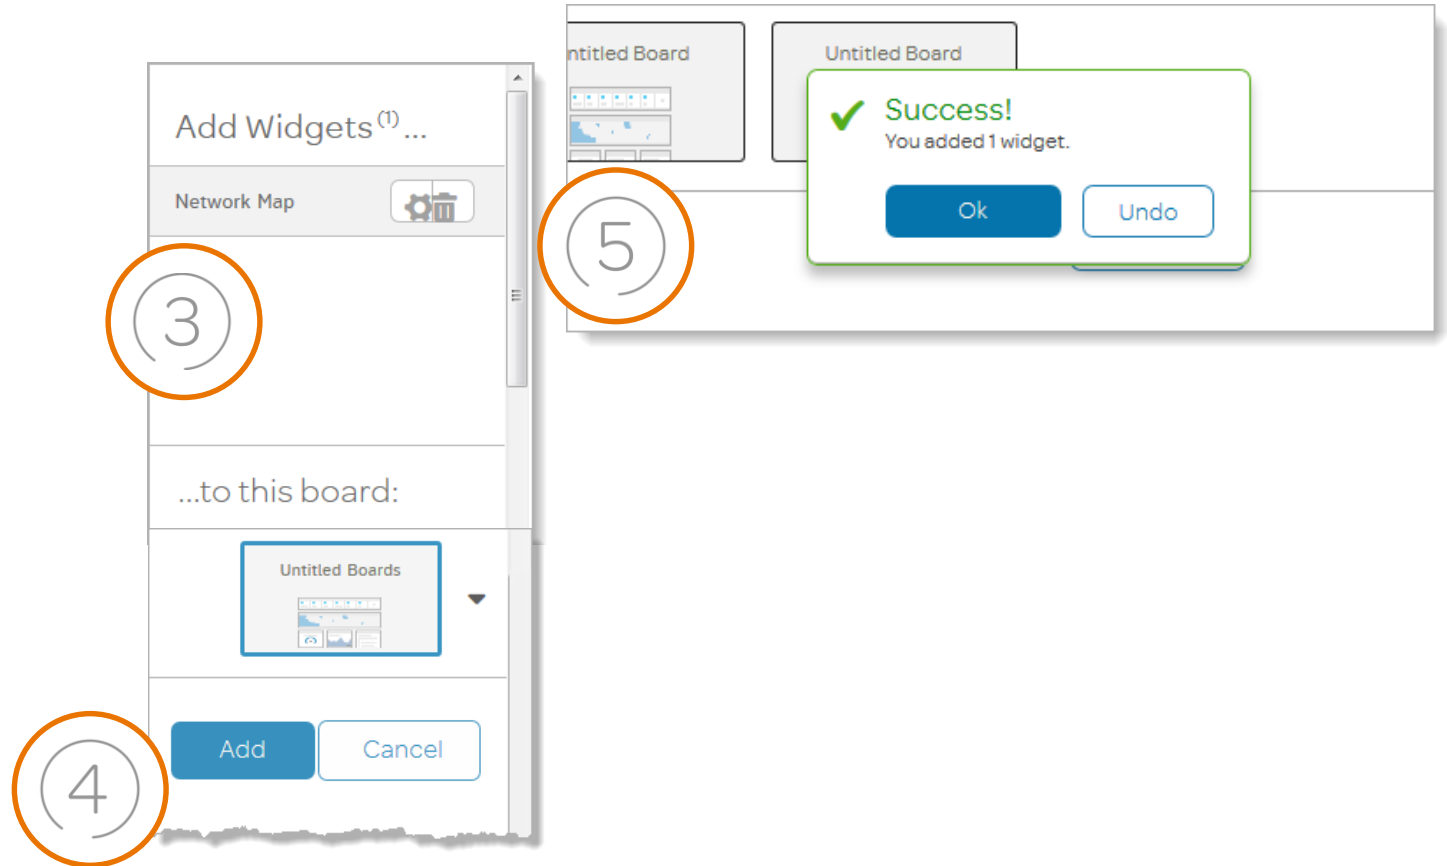 Add Widgets (1) ...
Network Map
3
...to this board:
Untitled Boards
Add
Cancel
4
ntitled Board
Untitled Board
Success!
You added 1 widget.
Ok
Undo
5